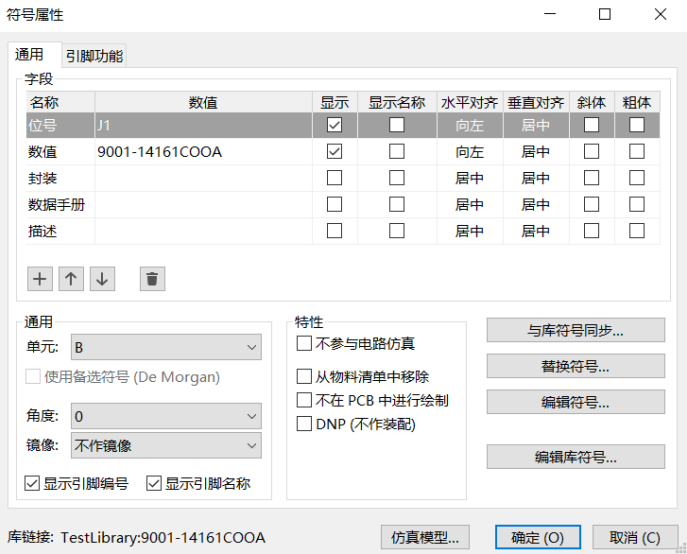 符号属性
通用 引脚功能
字段
名称 数值 显示 显示名称 水平对齐 垂直对齐 斜体 粗体
位号 J1 向左 居中
数值 9001-14161COOA 向左 居中
封装 居中 居中
数据手册 居中 居中
描述 居中 居中
通用 特性
单元: B 不参与电路仿真 与库符号同步...
使用备选符号 (De Morgan) 从物料清单中移除 替换符号...
角度: 0 不在 PCB 中进行绘制 编辑符号...
镜像: 不作镜像 DNP (不作装配) 编辑库符号...
显示引脚编号 显示引脚名称
库链接: TestLibrary:9001-14161COOA 仿真模型... 确定 (O) 取消 (C)